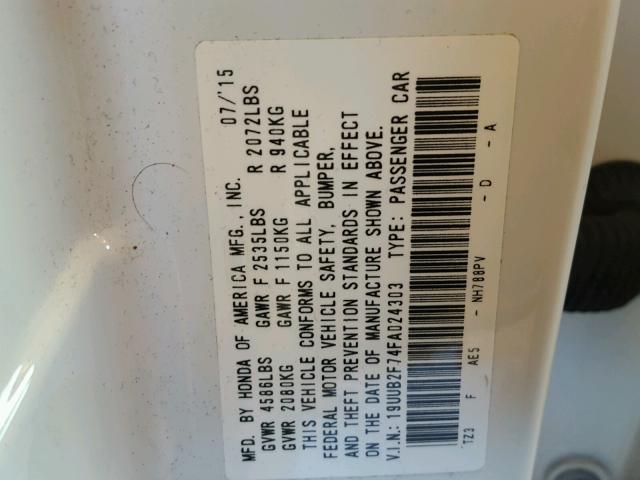 MFD. BY HONDA OF AMERICA MFG., INC. 07/'15
GVWR 4586LBS GAWR F 2535LBS R 2072LBS
GVWR 2080KG GAWR F 1150KG R 940KG
THIS VEHICLE CONFORMS TO ALL APPLICABLE
FEDERAL MOTOR VEHICLE SAFETY, BUMPER,
AND THEFT PREVENTION STANDARDS IN EFFECT
ON THE DATE OF MANUFACTURE SHOWN ABOVE.
V.I.N.: 19UUB2F74FA024303 TYPE: PASSENGER CAR
TZ3 F AE5 - NH788PV - D - A